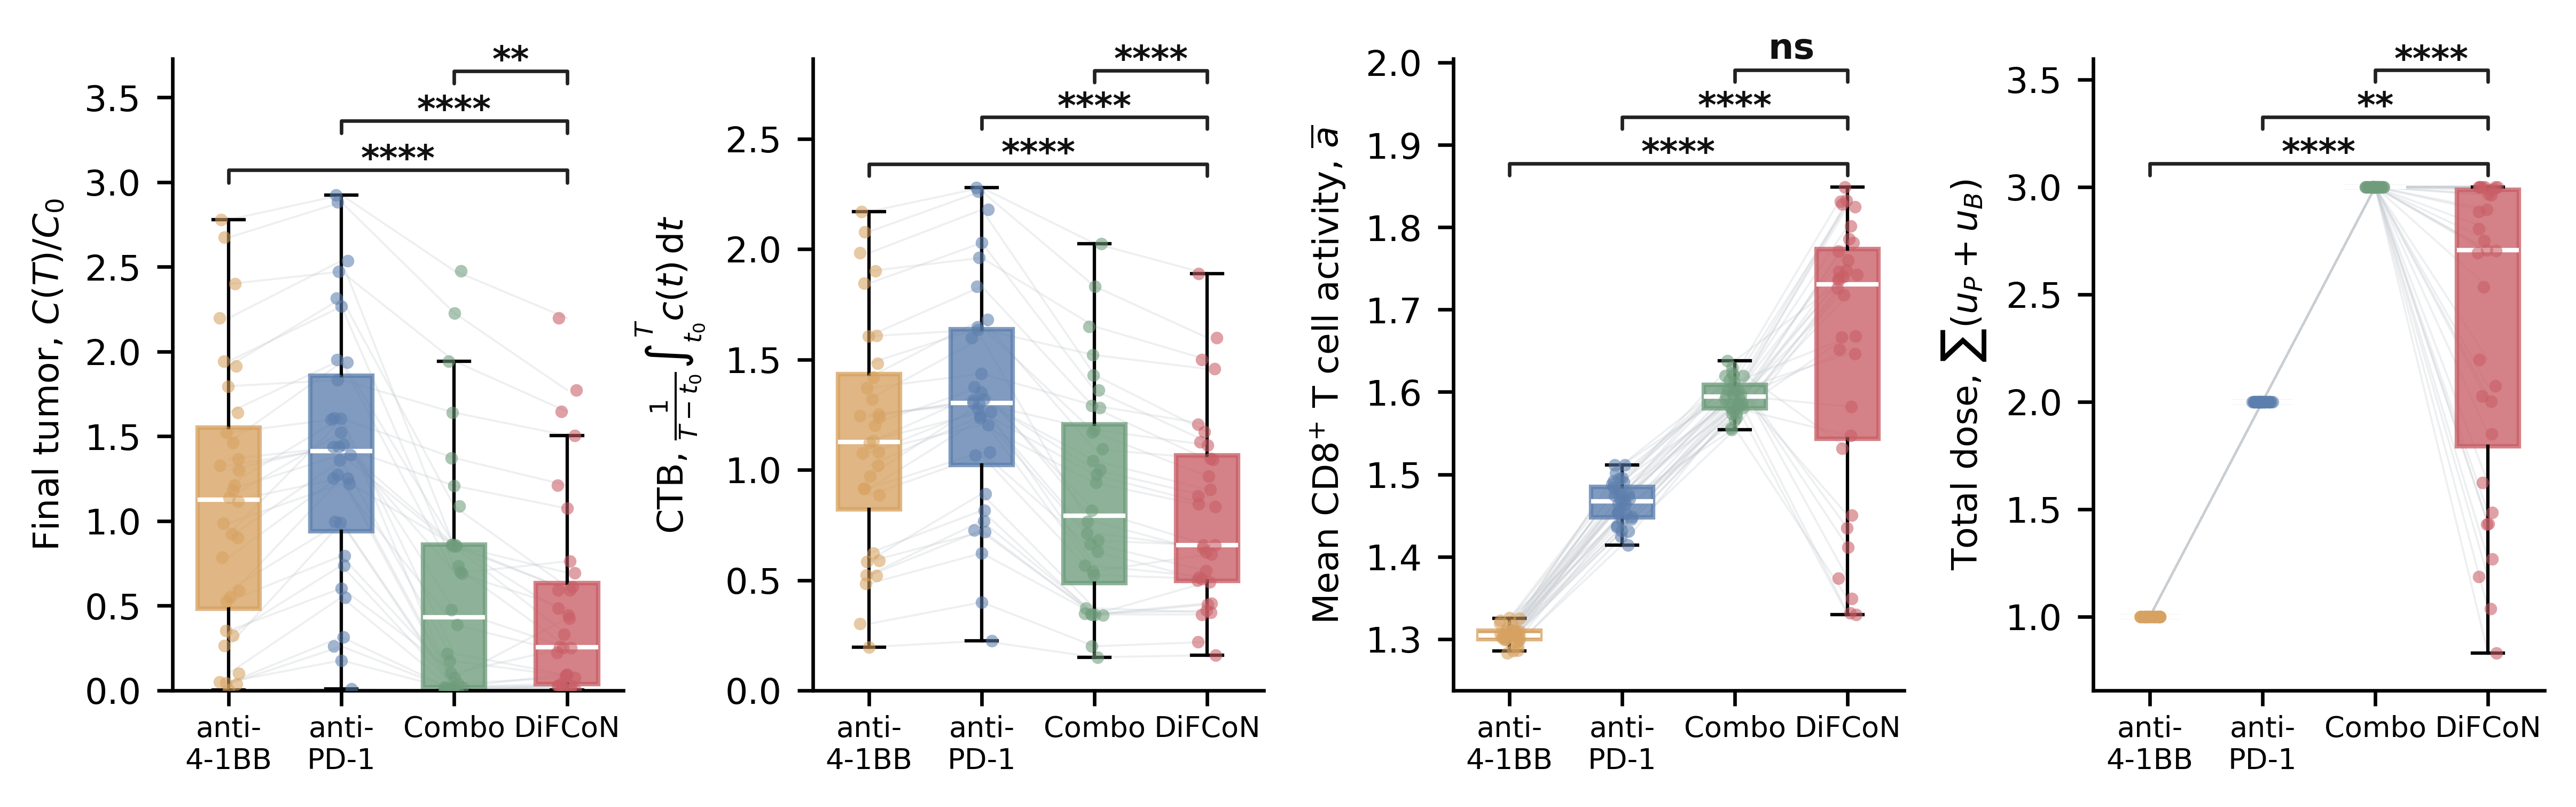 Final tumor, C(T)/C₀
3.5
3.0
2.5
2.0
1.5
1.0
0.5
0.0
**
****
****
anti-
4-1BB
anti-
PD-1
Combo
DiFCoN
CTB, 1/(T − t₀) ∫_{t₀}^{T} c(t) dt
2.5
2.0
1.5
1.0
0.5
0.0
****
****
****
anti-
4-1BB
anti-
PD-1
Combo
DiFCoN
Mean CD8⁺ T cell activity, a̅
2.0
1.9
1.8
1.7
1.6
1.5
1.4
1.3
ns
****
****
anti-
4-1BB
anti-
PD-1
Combo
DiFCoN
Total dose, ∑(u_P + u_B)
3.5
3.0
2.5
2.0
1.5
1.0
****
**
****
anti-
4-1BB
anti-
PD-1
Combo
DiFCoN